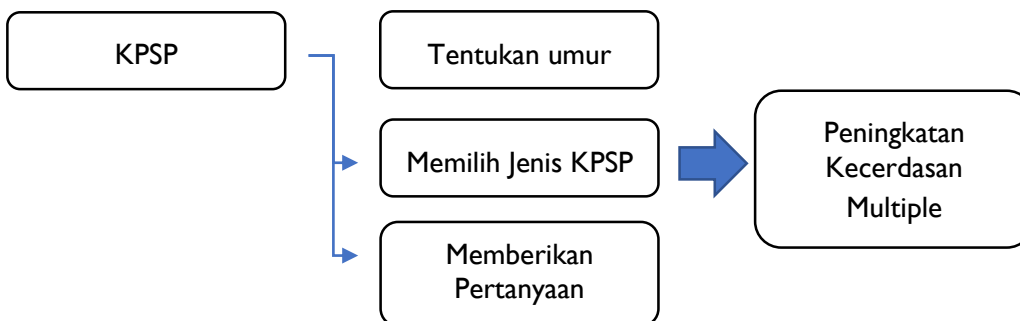 KPSP
Tentukan umur
Memilih Jenis KPSP
Memberikan
Pertanyaan
Peningkatan
Kecerdasan
Multiple